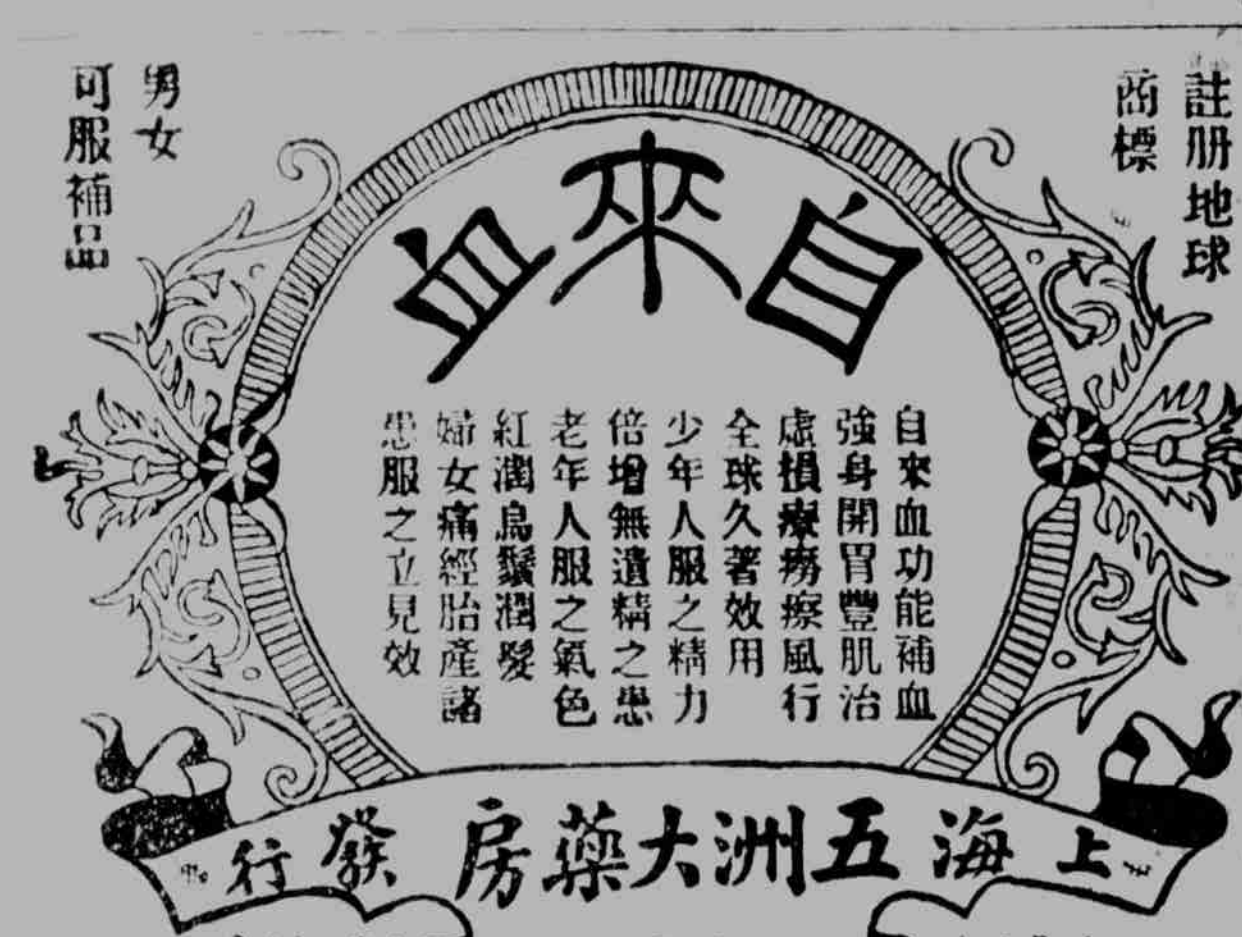 註册地球
商標
自來血
男女
可服補品
自來血功能補血
強身開胃豐肌治
虛損療癆瘵風行
全球久著效用
少年人服之精力
倍增無遺精之患
老年人服之氣色
紅潤烏鬚潤髮
婦女痛經胎產諸
患服之立見效
上海五洲大藥房發行